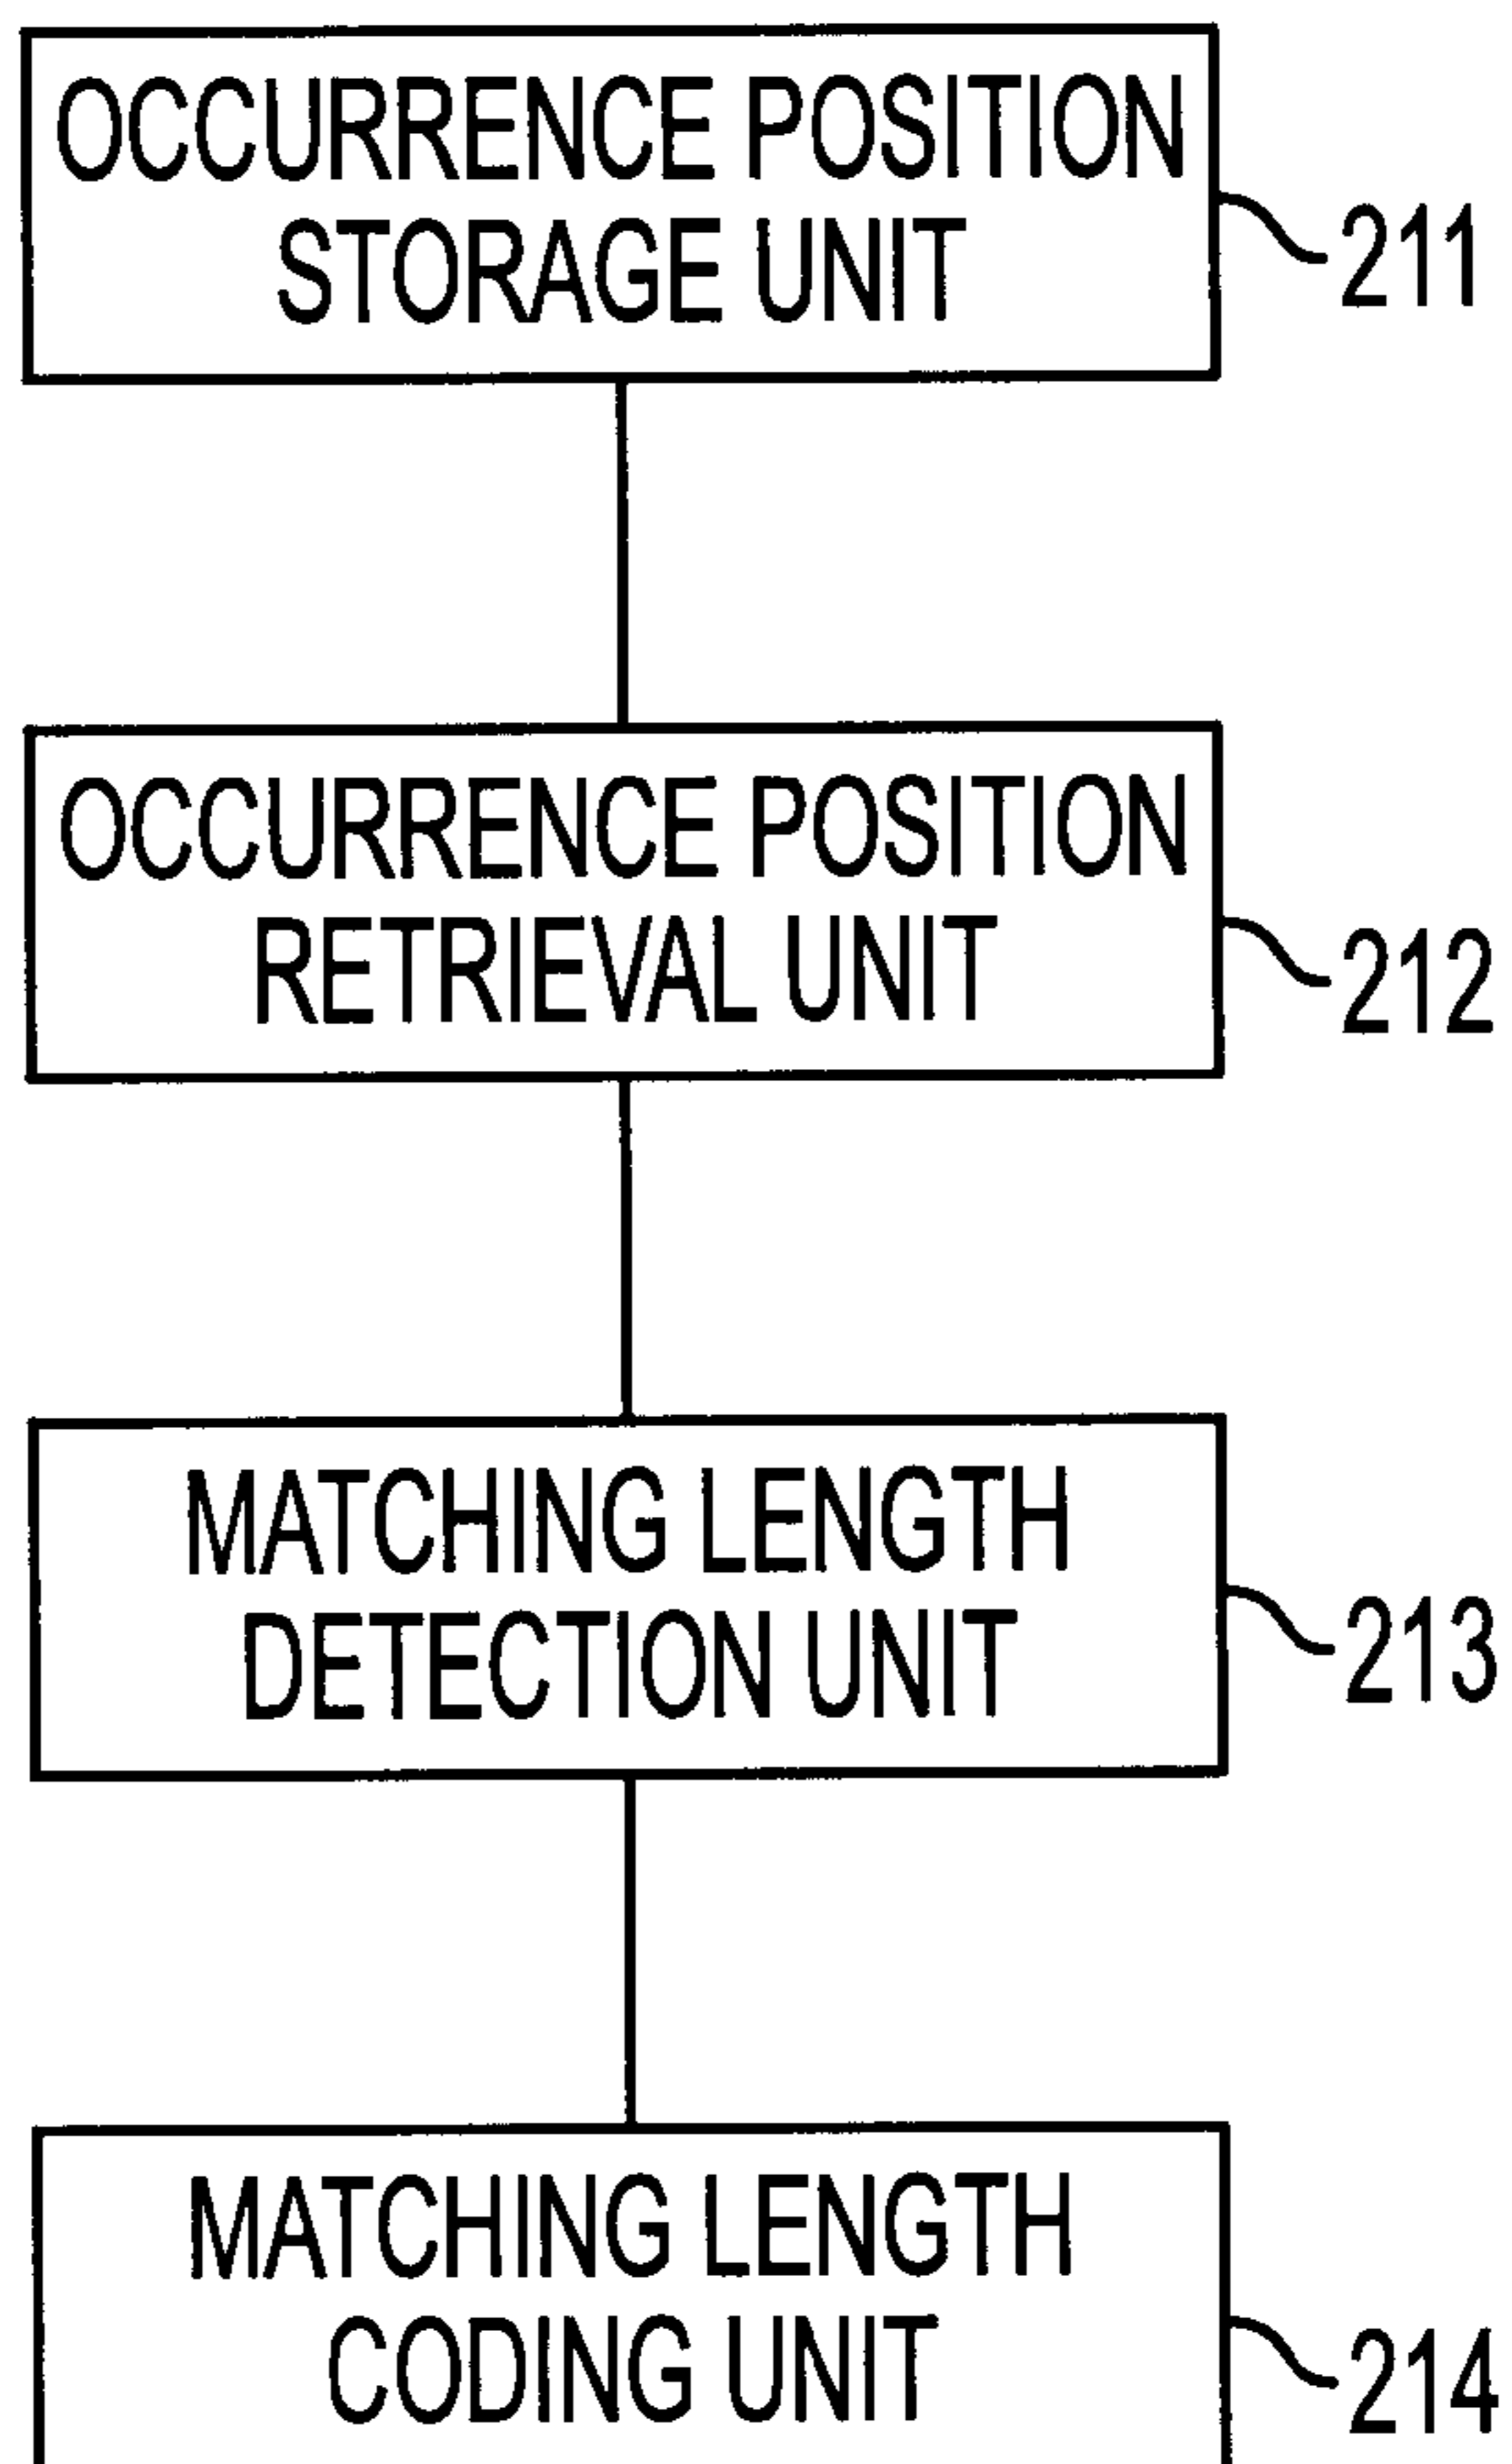 OCCURRENCE POSITION
STORAGE UNIT
211
OCCURRENCE POSITION
RETRIEVAL UNIT
212
MATCHING LENGTH
DETECTION UNIT
213
MATCHING LENGTH
CODING UNIT
214